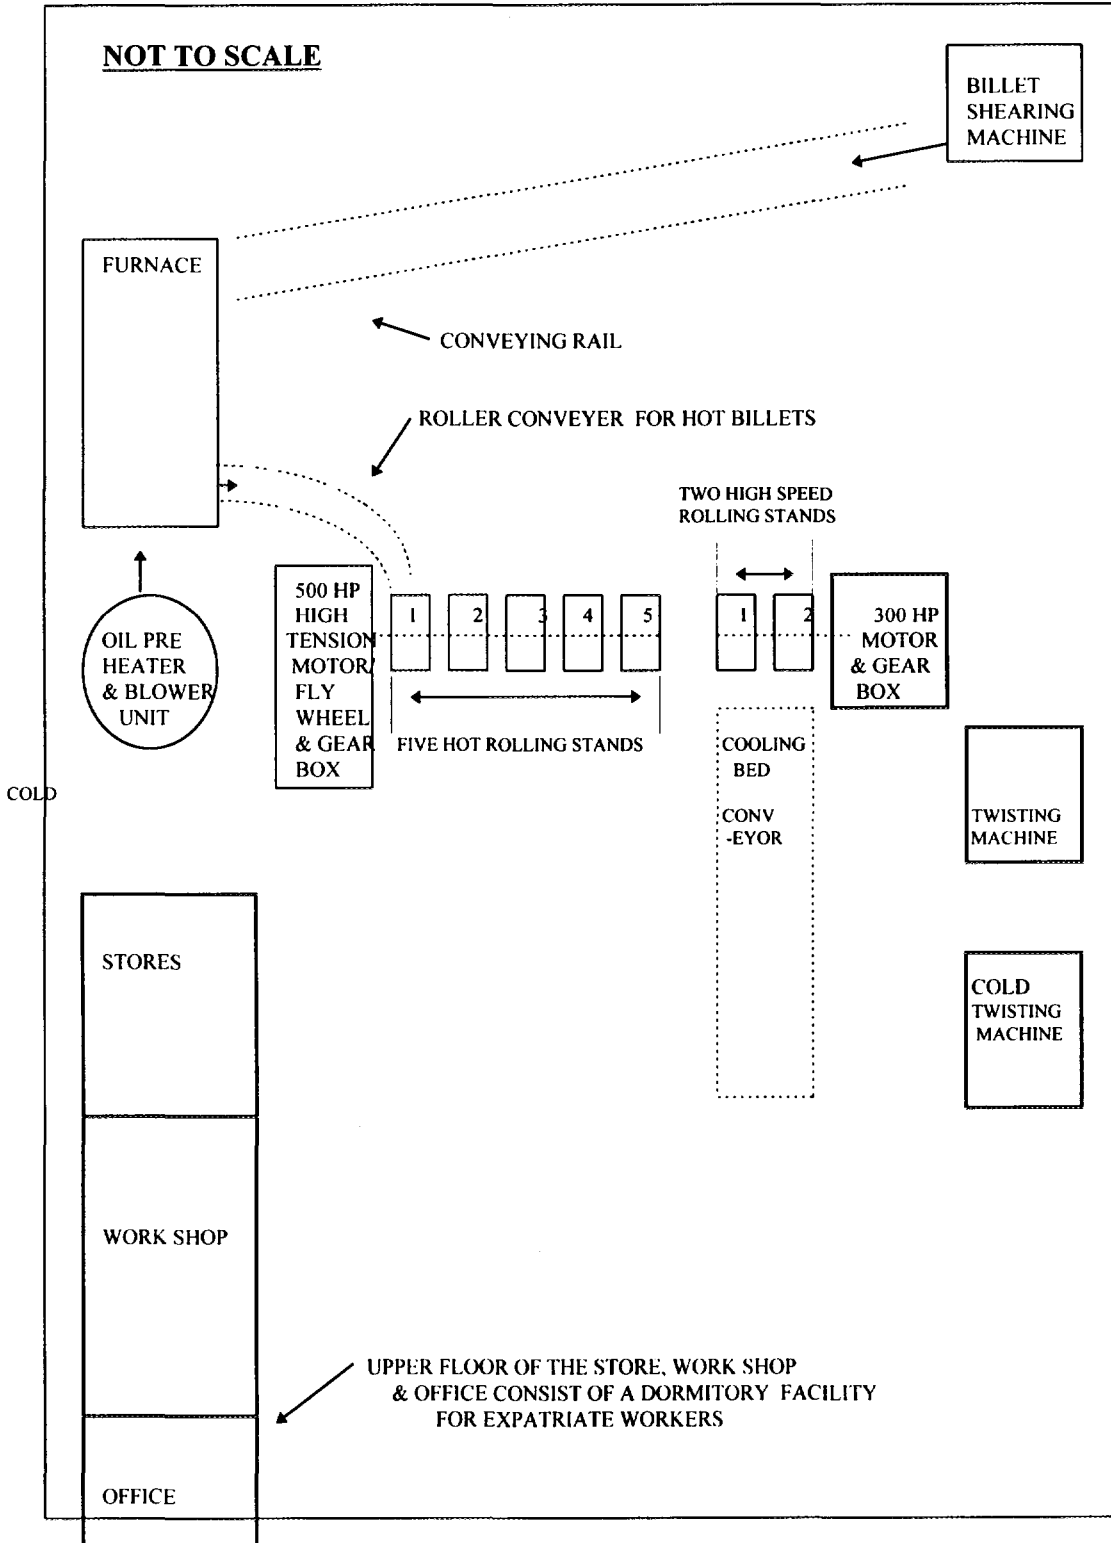 NOT TO SCALE
BILLET
SHEARING
MACHINE
FURNACE
CONVEYING RAIL
ROLLER CONVEYER FOR HOT BILLETS
TWO HIGH SPEED
ROLLING STANDS
500 HP
HIGH
TENSION
MOTOR/
FLY
WHEEL
& GEAR
BOX
1 2 3 4 5
1 2
300 HP
MOTOR
& GEAR
BOX
OIL PRE
HEATER
& BLOWER
UNIT
FIVE HOT ROLLING STANDS
COOLING
BED
CONV
-EYOR
COLD
TWISTING
MACHINE
STORES
COLD
TWISTING
MACHINE
WORK SHOP
UPPER FLOOR OF THE STORE, WORK SHOP
& OFFICE CONSIST OF A DORMITORY FACILITY
FOR EXPATRIATE WORKERS
OFFICE